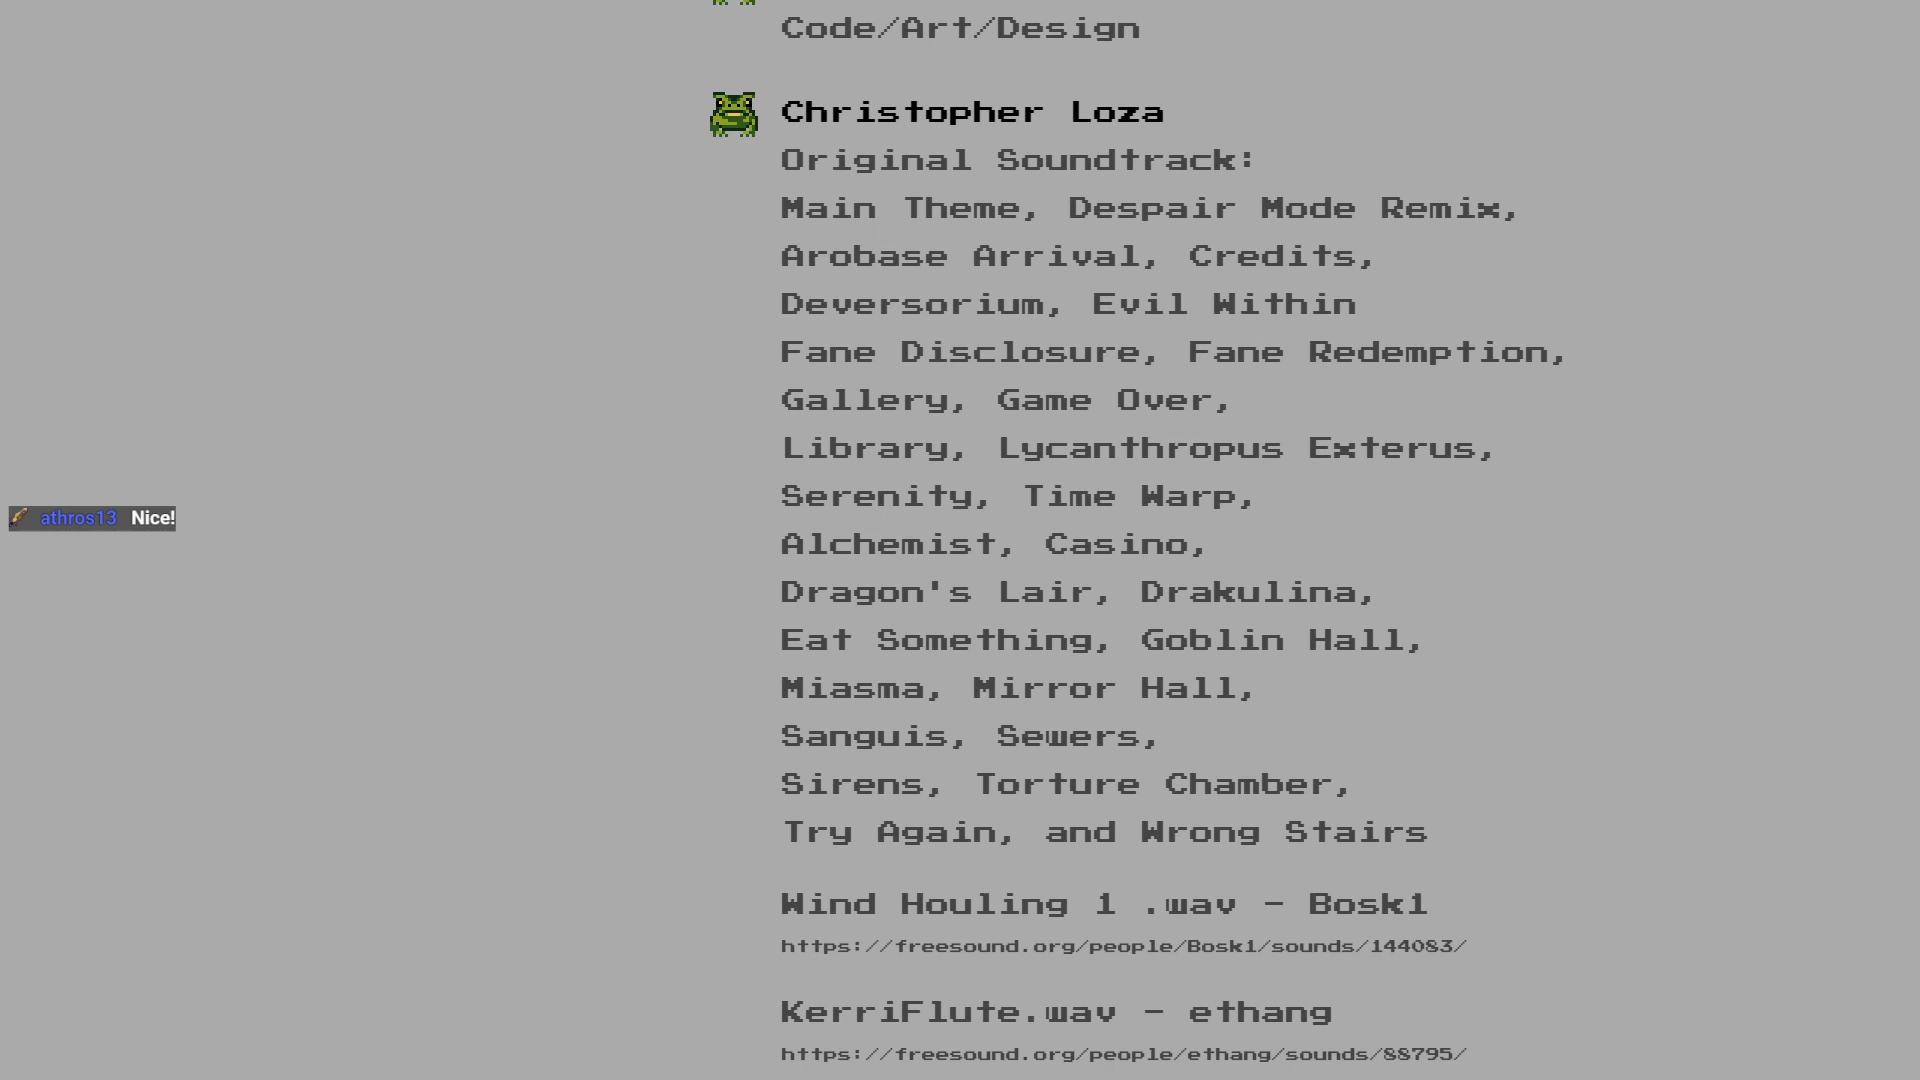 Code/Art/Design
Christopher Loza
Original Soundtrack:
Main Theme, Despair Mode Remix,
Arobase Arrival, Credits,
Deversorium, Evil Within
Fane Disclosure, Fane Redemption,
Gallery, Game Over,
Library, Lycanthropus Exterus,
Serenity, Time Warp,
athros13 Nice!
Alchemist, Casino,
Dragon's Lair, Drakulina,
Eat Something, Goblin Hall,
Miasma, Mirror Hall,
Sanguis, Sewers,
Sirens, Torture Chamber,
Try Again, and Wrong Stairs
Wind Houling 1 .wav - Bosk1
https://freesound.org/people/Bosk1/sounds/144083/
KerriFlute.wav - ethang
https://freesound.org/people/ethang/sounds/88795/